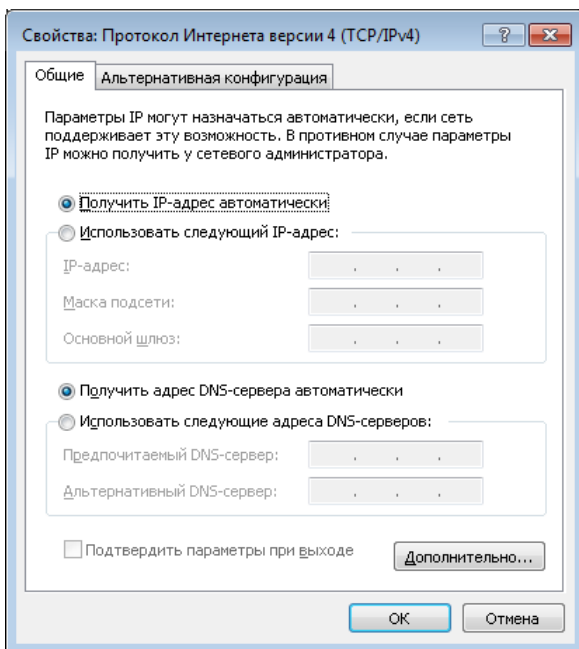 Свойства: Протокол Интернета версии 4 (TCP/IPv4)
Общие
Альтернативная конфигурация
Параметры IP могут назначаться автоматически, если сеть
поддерживает эту возможность. В противном случае параметры
IP можно получить у сетевого администратора.
Получить IP-адрес автоматически
Использовать следующий IP-адрес:
IP-адрес:
Маска подсети:
Основной шлюз:
Получить адрес DNS-сервера автоматически
Использовать следующие адреса DNS-серверов:
Предпочитаемый DNS-сервер:
Альтернативный DNS-сервер:
Подтвердить параметры при выходе
Дополнительно...
ОК
Отмена